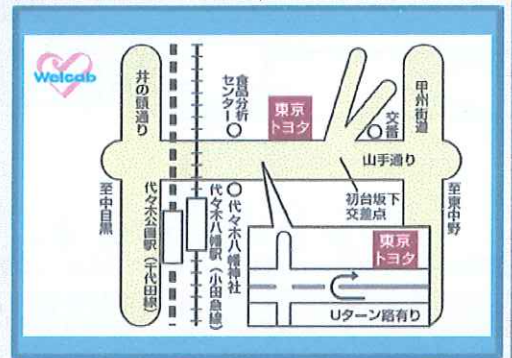 Welcab
井の頭通り
食品分析
センター
東京
トヨタ
交番
甲州街道
山手通り
至中目黒
代々木公園駅(千代田線)
代々木八幡駅(小田急線)
代々木八幡神社
初台坂下
交差点
至東中野
東京
トヨタ
Uターン路有り